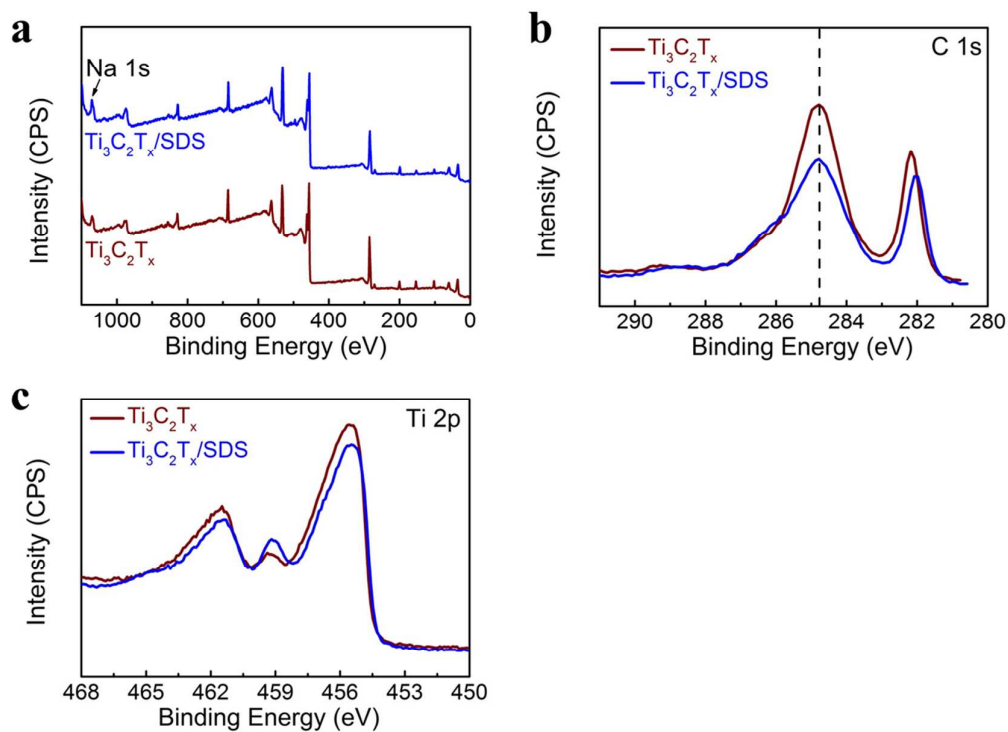 a
Na 1s
Ti₃C₂Tₓ/SDS
Ti₃C₂Tₓ
Intensity (CPS)
1000 800 600 400 200 0
Binding Energy (eV)
b
Ti₃C₂Tₓ
Ti₃C₂Tₓ/SDS
C 1s
Intensity (CPS)
290 288 286 284 282 280
Binding Energy (eV)
c
Ti₃C₂Tₓ
Ti₃C₂Tₓ/SDS
Ti 2p
Intensity (CPS)
468 465 462 459 456 453 450
Binding Energy (eV)